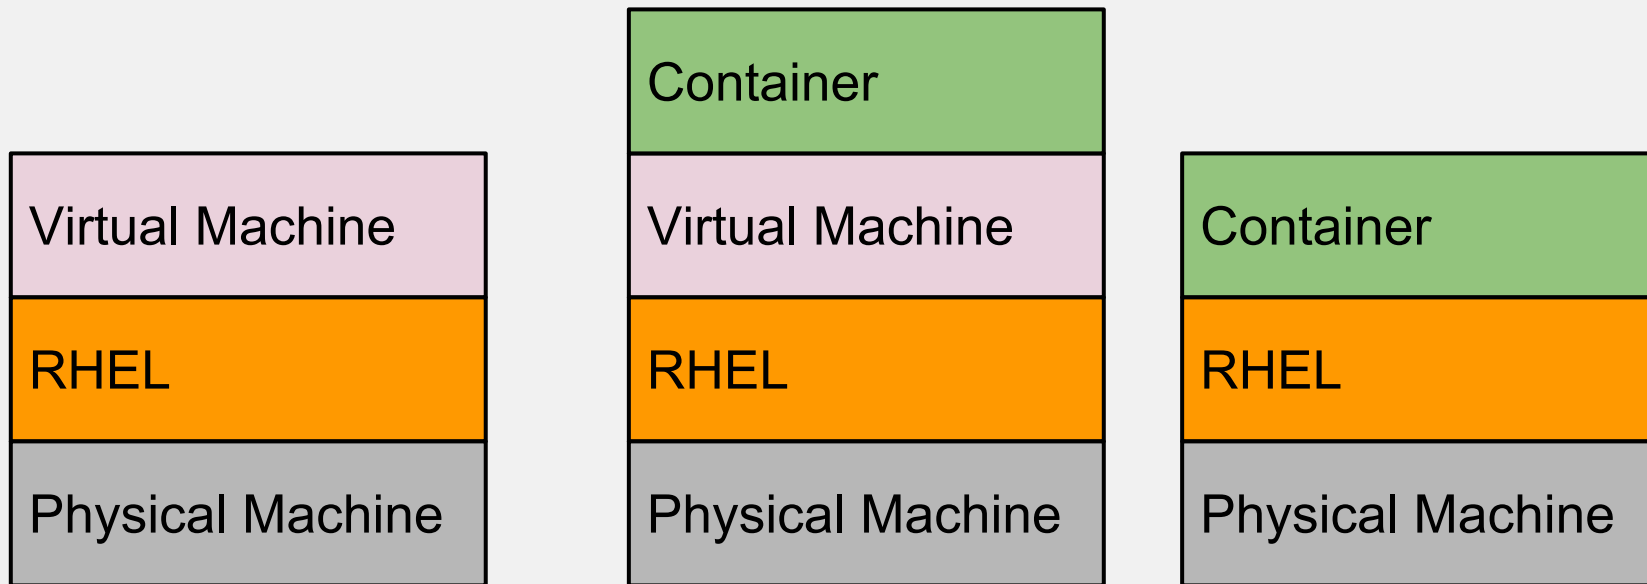 Virtual Machine
RHEL
Physical Machine
Container
Virtual Machine
RHEL
Physical Machine
Container
RHEL
Physical Machine